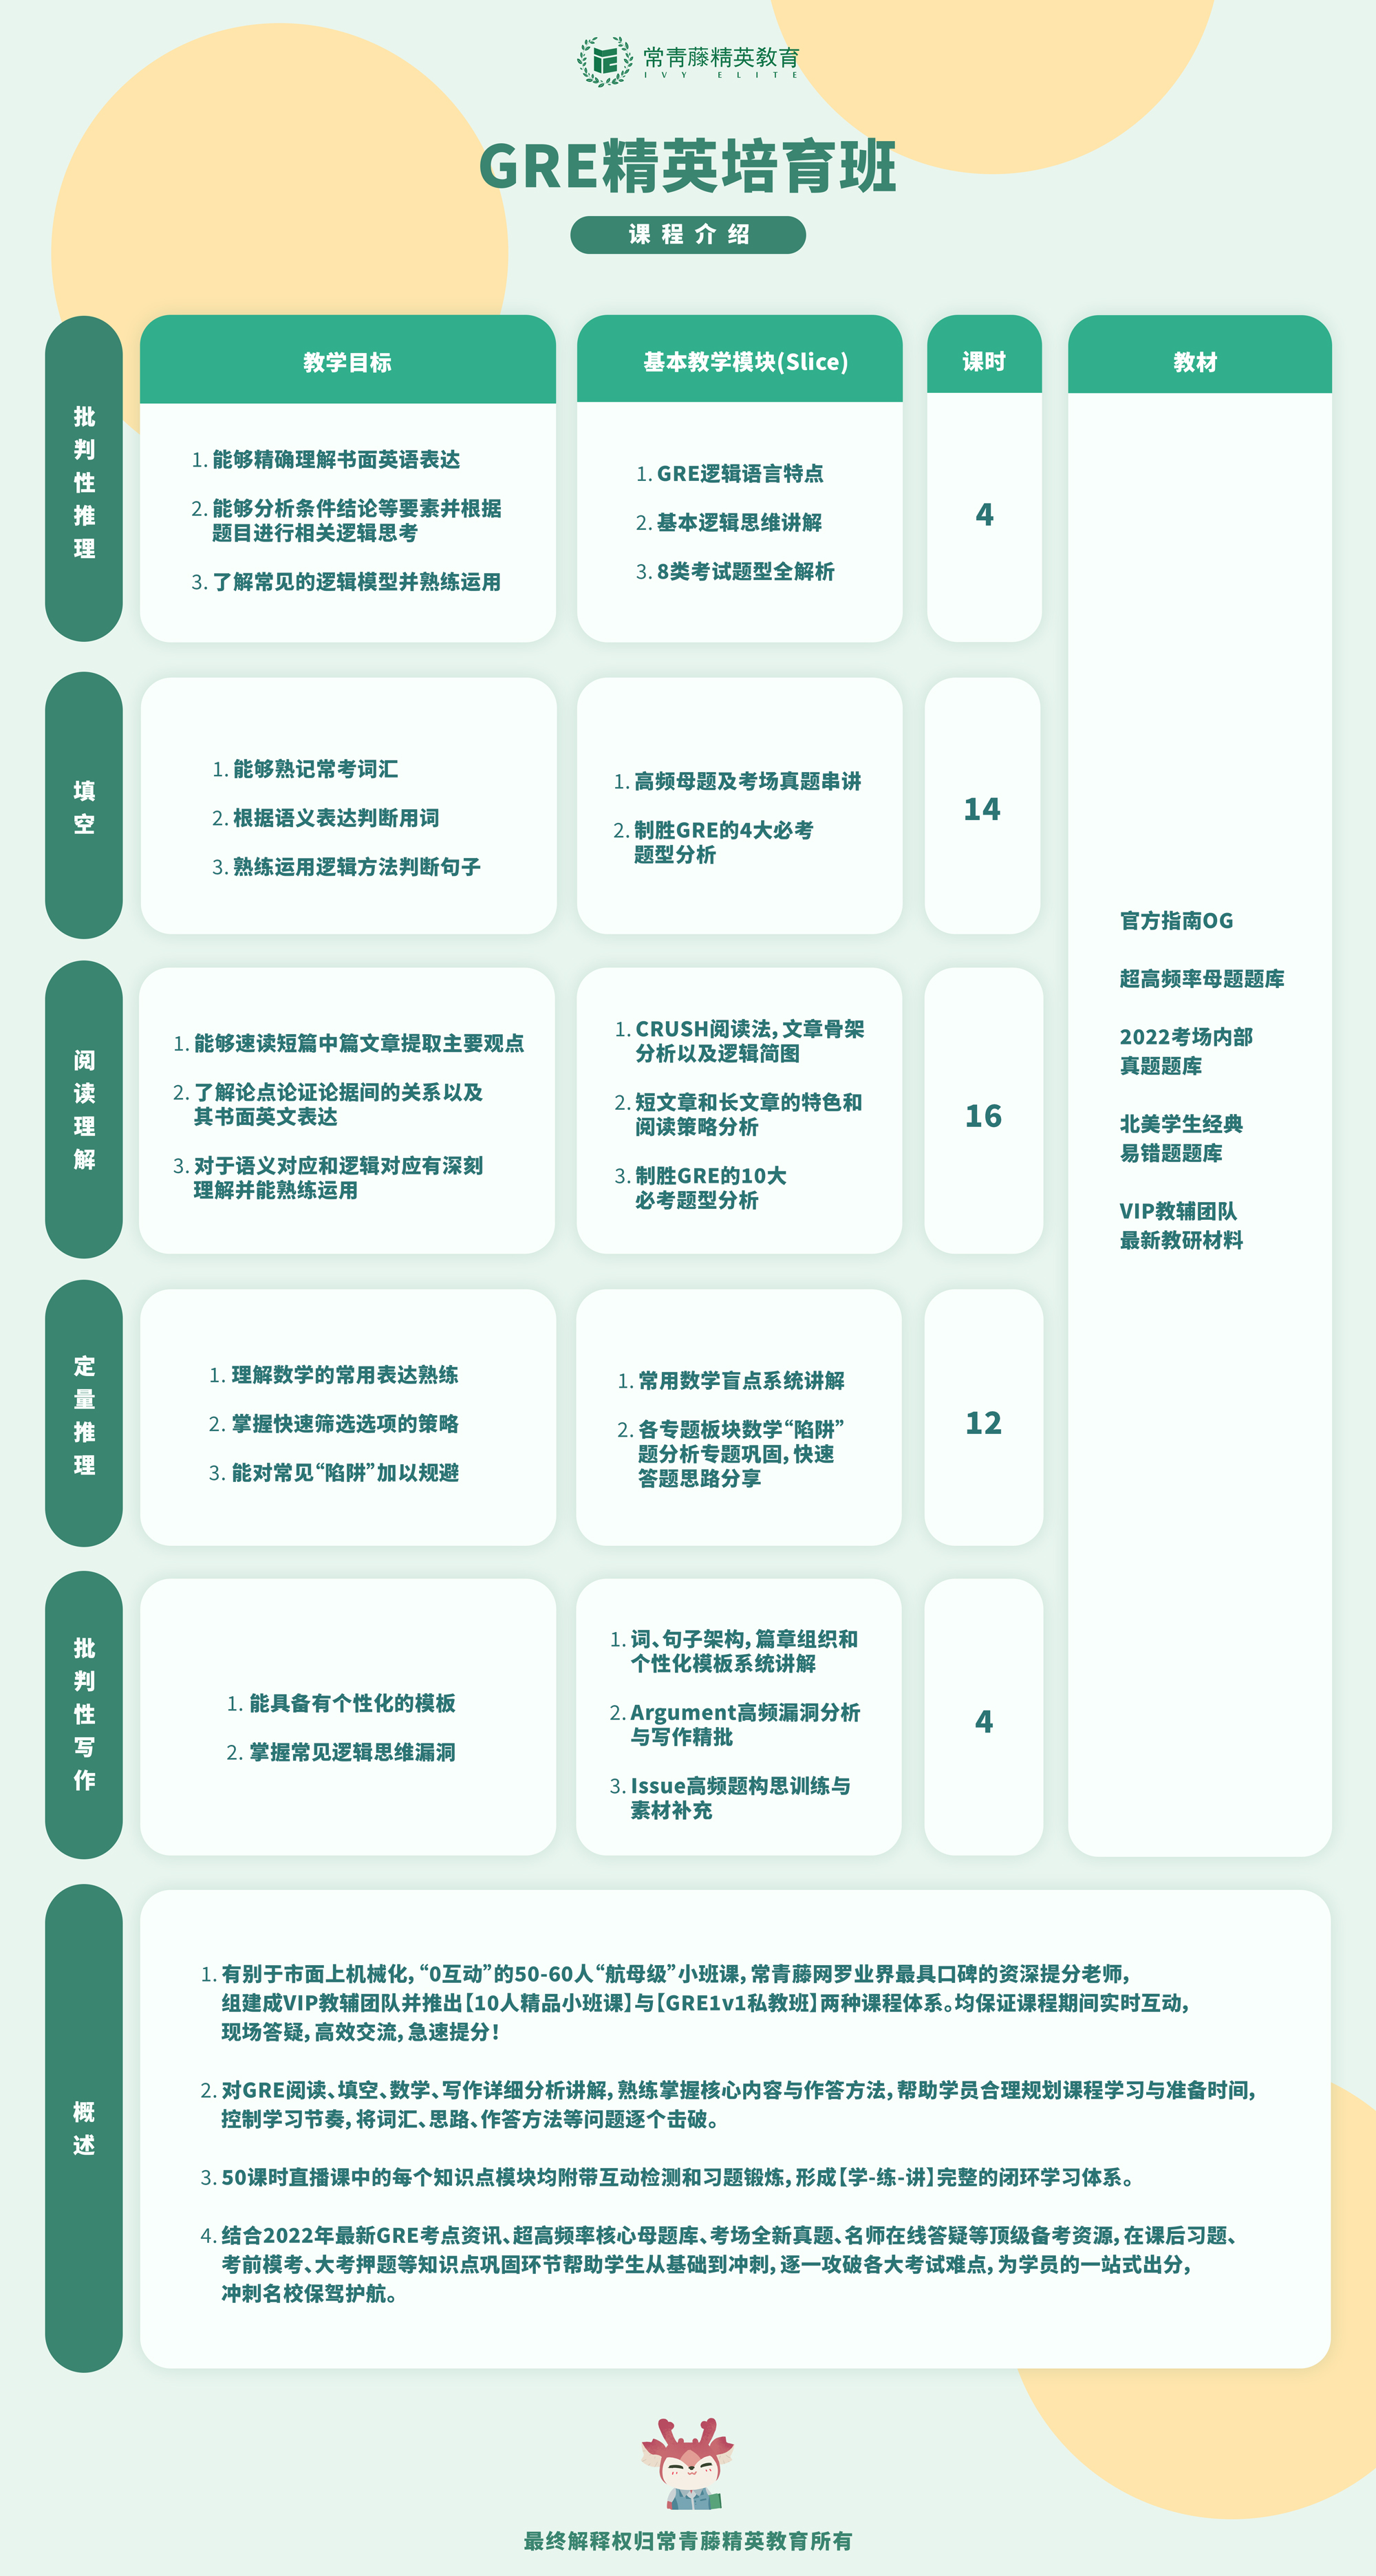 常青藤精英教育
IVY ELITE
GRE精英培育班
课程介绍
批判性推理
教学目标
1. 能够精确理解书面英语表达
2. 能够分析条件结论等要素并根据
题目进行相关逻辑思考
3. 了解常见的逻辑模型并熟练运用
基本教学模块(Slice)
1. GRE逻辑语言特点
2. 基本逻辑思维讲解
3. 8类考试题型全解析
课时
4
教材
官方指南OG
超高频率母题题库
2022考场内部
真题题库
北美学生经典
易错题题库
VIP教辅团队
最新教研材料
填空
1. 能够熟记常考词汇
2. 根据语义表达判断用词
3. 熟练运用逻辑方法判断句子
1. 高频母题及考场真题串讲
2. 制胜GRE的4大必考
题型分析
14
阅读理解
1. 能够速读短篇中篇文章提取主要观点
2. 了解论点论证论据间的关系以及
其书面英文表达
3. 对于语义对应和逻辑对应有深刻
理解并能熟练运用
1. CRUSH阅读法，文章骨架
分析以及逻辑简图
2. 短文章和长文章的特色和
阅读策略分析
3. 制胜GRE的10大
必考题型分析
16
定量推理
1. 理解数学的常用表达熟练
2. 掌握快速筛选选项的策略
3. 能对常见“陷阱”加以规避
1. 常用数学盲点系统讲解
2. 各专题板块数学“陷阱”
题分析专题巩固，快速
答题思路分享
12
批判性写作
1. 能具备有个性化的模板
2. 掌握常见逻辑思维漏洞
1. 词、句子架构，篇章组织和
个性化模板系统讲解
2. Argument高频漏洞分析
与写作精批
3. Issue高频题构思训练与
素材补充
4
概述
1. 有别于市面上机械化，“0互动”的50-60人“航母级”小班课，常青藤网罗业界最具口碑的资深提分老师，
组建成VIP教辅团队并推出【10人精品小班课】与【GRE1v1私教班】两种课程体系。均保证课程期间实时互动，
现场答疑，高效交流，急速提分！
2. 对GRE阅读、填空、数学、写作详细分析讲解，熟练掌握核心内容与作答方法，帮助学员合理规划课程学习与准备时间，
控制学习节奏，将词汇、思路、作答方法等问题逐个击破。
3. 50课时直播课中的每个知识点模块均附带互动检测和习题锻炼，形成【学-练-讲】完整的闭环学习体系。
4. 结合2022年最新GRE考点资讯、超高频率核心母题库、考场全新真题、名师在线答疑等顶级备考资源，在课后习题、
考前模考、大考押题等知识点巩固环节帮助学生从基础到冲刺，逐一攻破各大考试难点，为学员的一站式出分，
冲刺名校保驾护航。
最终解释权归常青藤精英教育所有